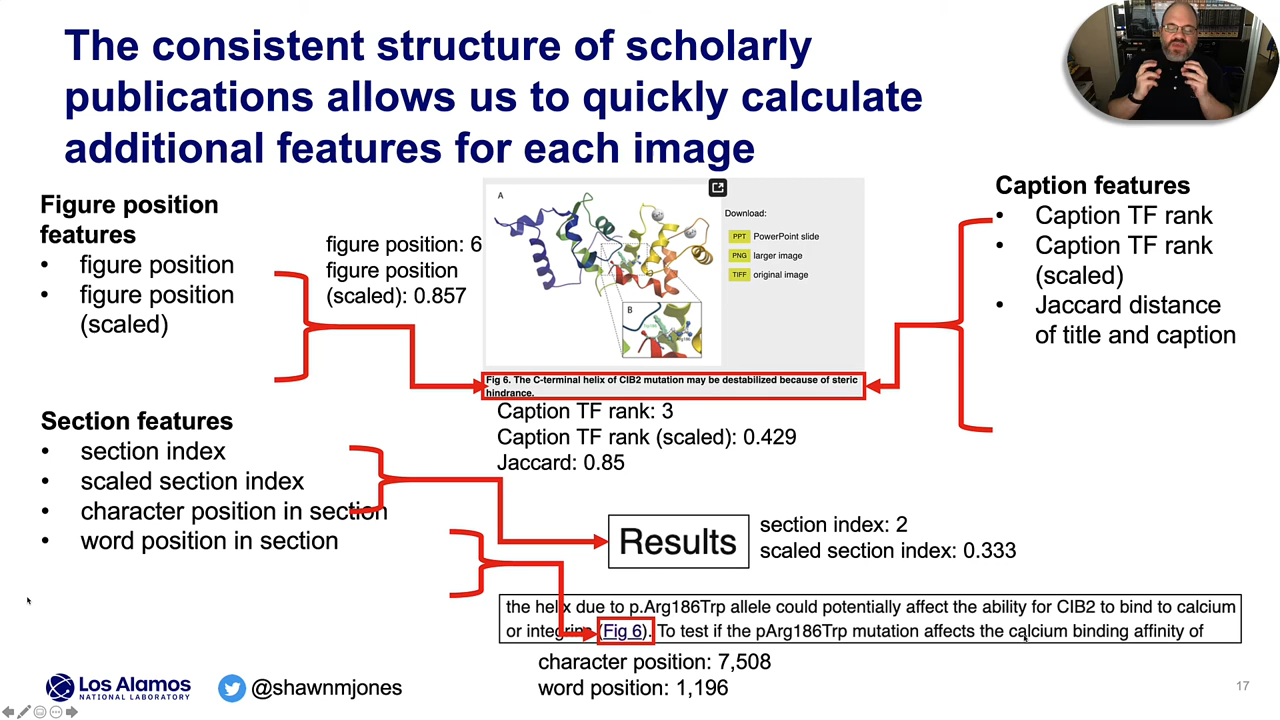 The consistent structure of scholarly
publications allows us to quickly calculate
additional features for each image
Figure position
features
• figure position
• figure position
(scaled)
figure position: 6
figure position
(scaled): 0.857
A
B
Arg186
Download:
PPT PowerPoint slide
PNG larger image
TIFF original image
Fig 6. The C-terminal helix of CIB2 mutation may be destabilized because of steric
hindrance.
Caption TF rank: 3
Caption TF rank (scaled): 0.429
Jaccard: 0.85
Caption features
• Caption TF rank
• Caption TF rank
(scaled)
• Jaccard distance
of title and caption
Section features
• section index
• scaled section index
• character position in section
• word position in section
Results
section index: 2
scaled section index: 0.333
the helix due to p.Arg186Trp allele could potentially affect the ability for CIB2 to bind to calcium
or integrin (Fig 6). To test if the pArg186Trp mutation affects the calcium binding affinity of
character position: 7,508
word position: 1,196
Los Alamos
NATIONAL LABORATORY
@shawnmjones
17